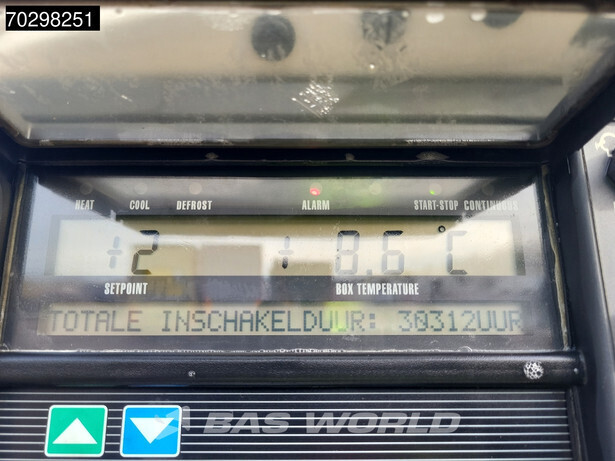 70298251
HEAT COOL DEFROST ALARM START-STOP CONTINUOUS
+2 + 8.6 °C
SETPOINT BOX TEMPERATURE
TOTALE INSCHAKELDUUR: 30312UUR
BAS WORLD